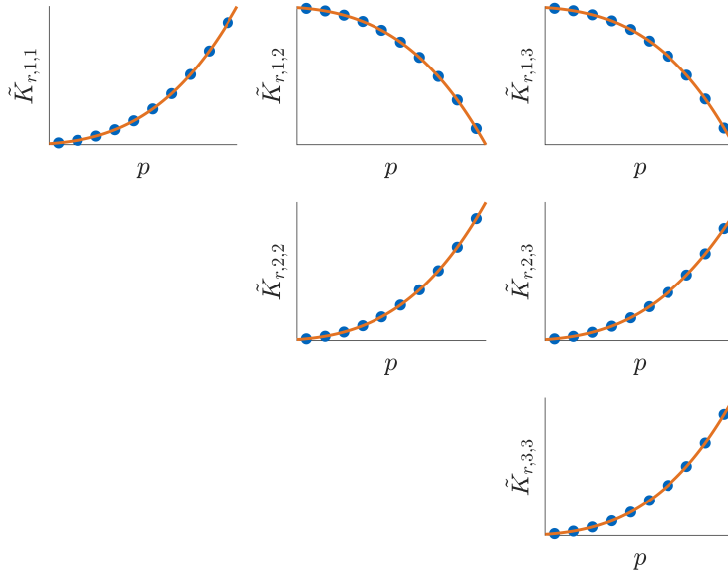 K̃_{r,1,1}
K̃_{r,1,2}
K̃_{r,1,3}
p
p
p
K̃_{r,2,2}
K̃_{r,2,3}
p
p
K̃_{r,3,3}
p